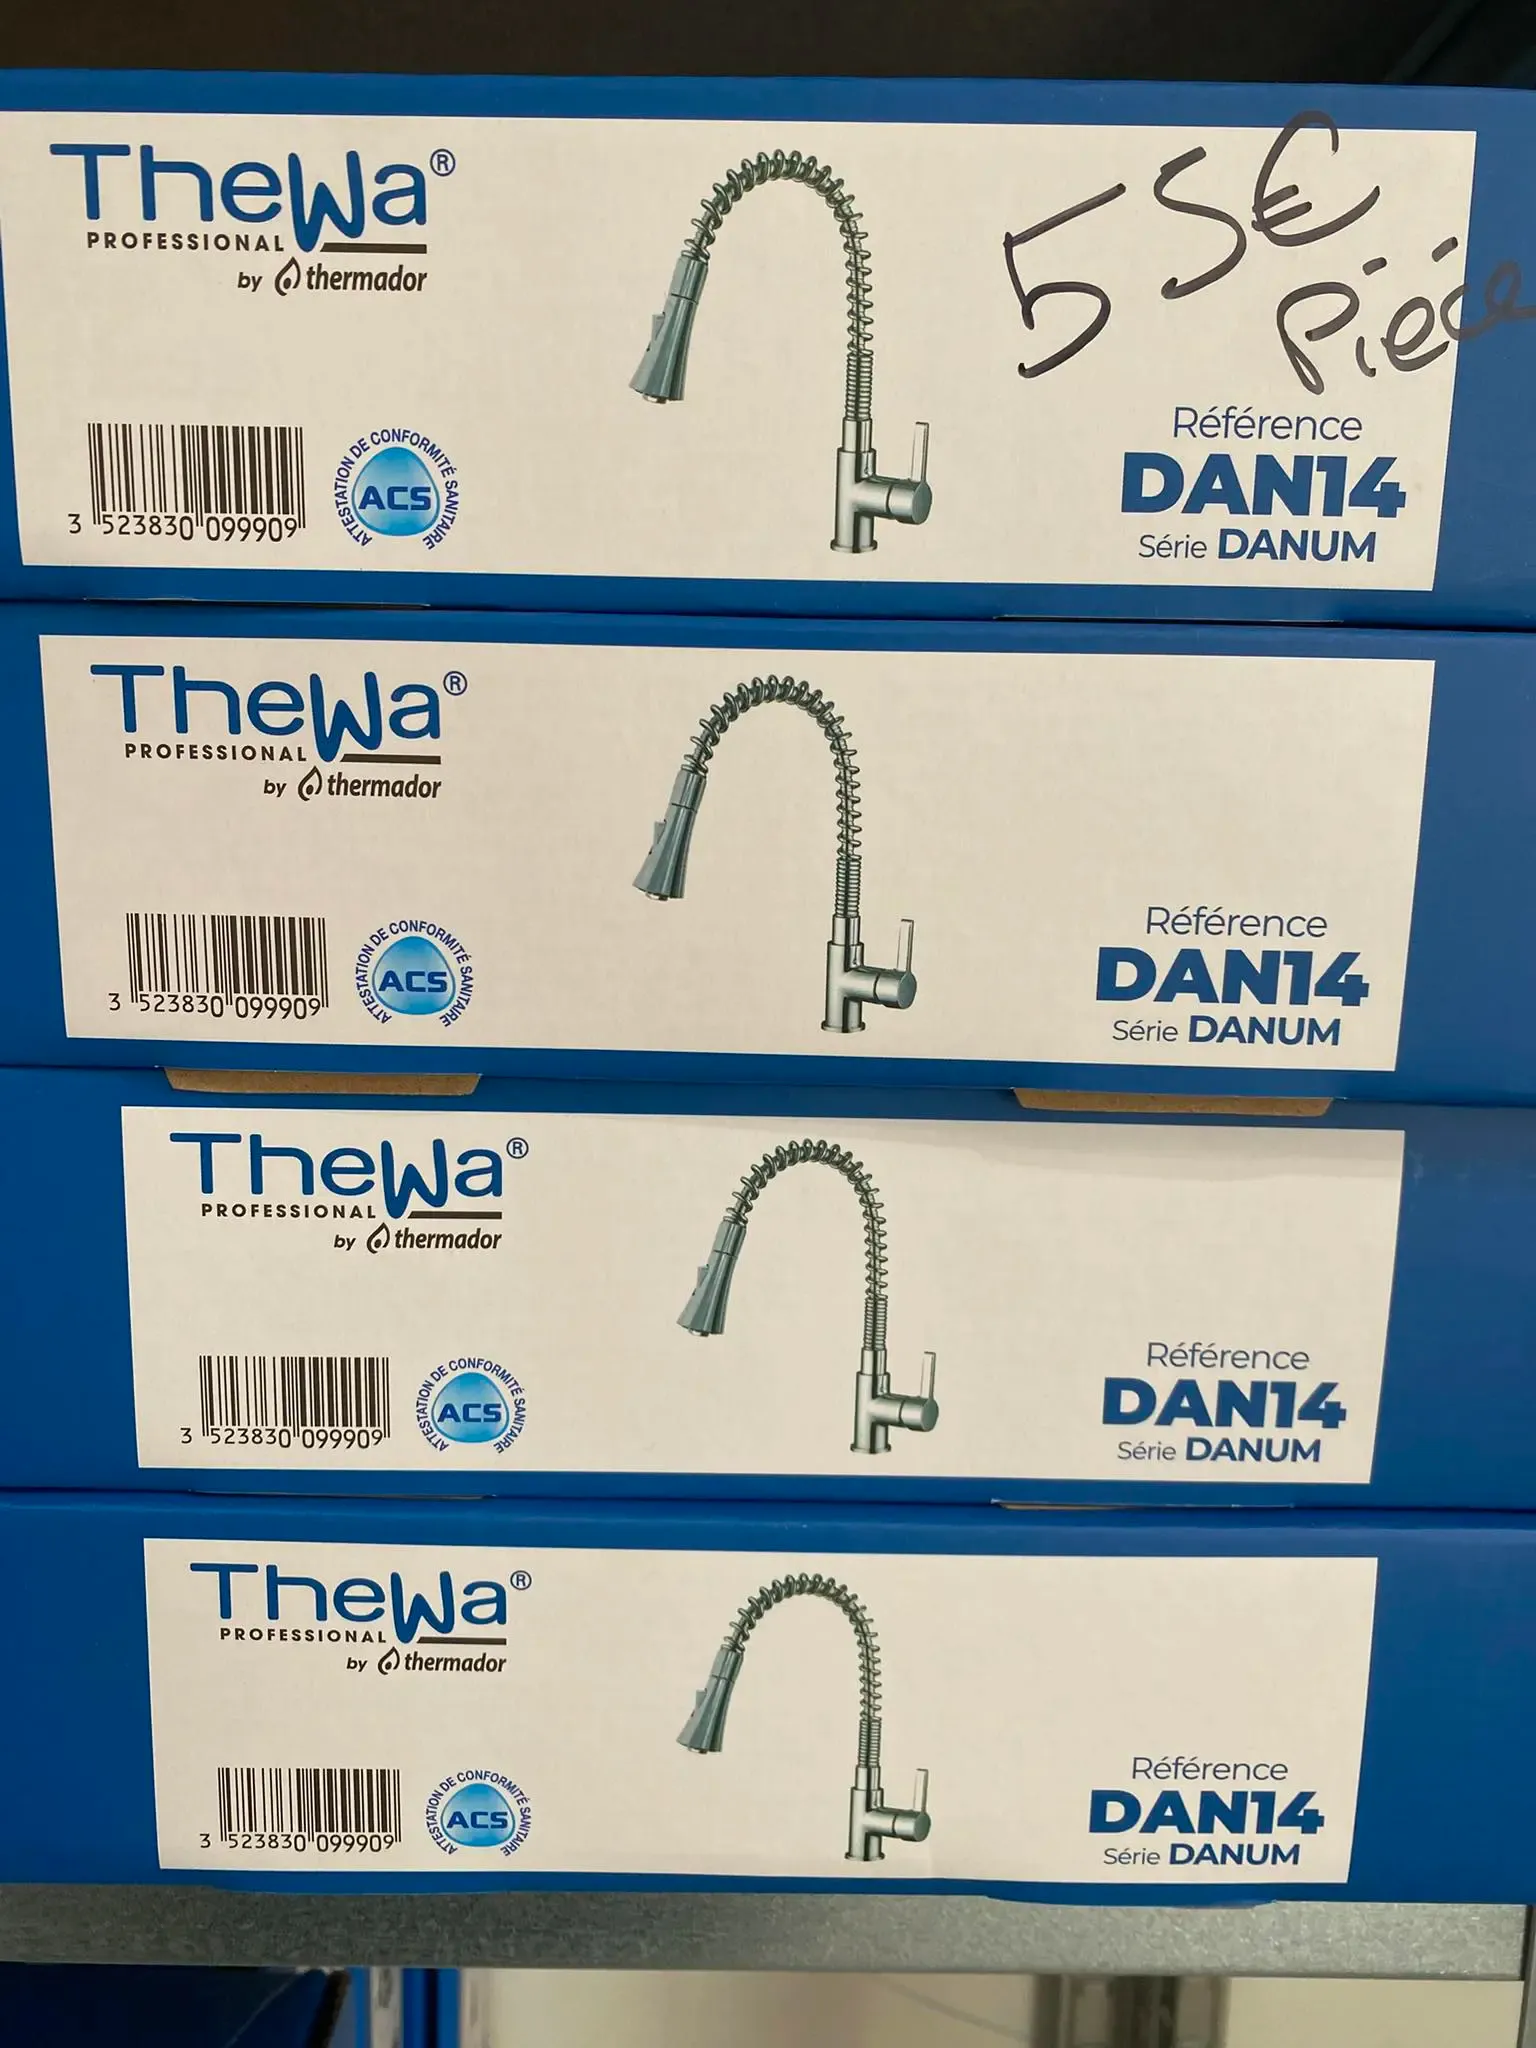 TheWa®
PROFESSIONAL
by thermador
55€
pièce
3 523830 099909
ATTESTATION DE CONFORMITÉ SANITAIRE
ACS
Référence
DAN14
Série DANUM
TheWa®
PROFESSIONAL
by thermador
3 523830 099909
ATTESTATION DE CONFORMITÉ SANITAIRE
ACS
Référence
DAN14
Série DANUM
TheWa®
PROFESSIONAL
by thermador
3 523830 099909
ATTESTATION DE CONFORMITÉ SANITAIRE
ACS
Référence
DAN14
Série DANUM
TheWa®
PROFESSIONAL
by thermador
3 523830 099909
ATTESTATION DE CONFORMITÉ SANITAIRE
ACS
Référence
DAN14
Série DANUM